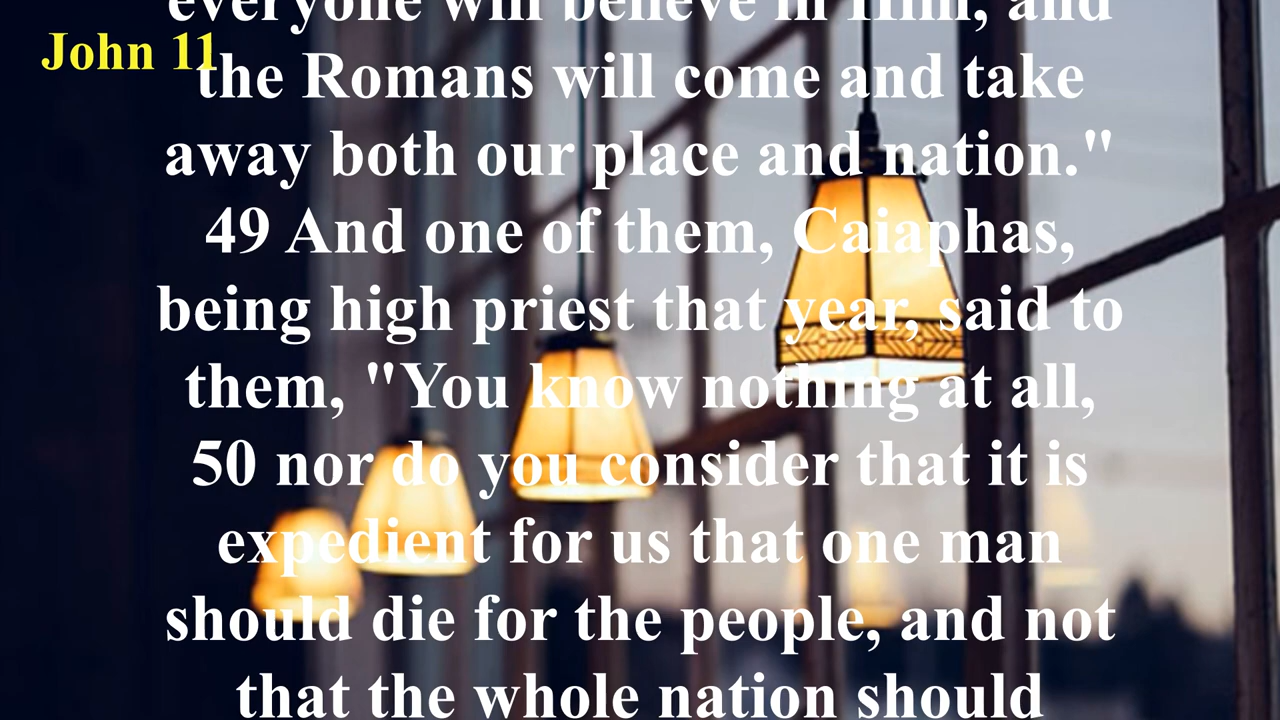 everyone will believe in Him, and
John 11
the Romans will come and take
away both our place and nation."
49 And one of them, Caiaphas,
being high priest that year, said to
them, "You know nothing at all,
50 nor do you consider that it is
expedient for us that one man
should die for the people, and not
that the whole nation should